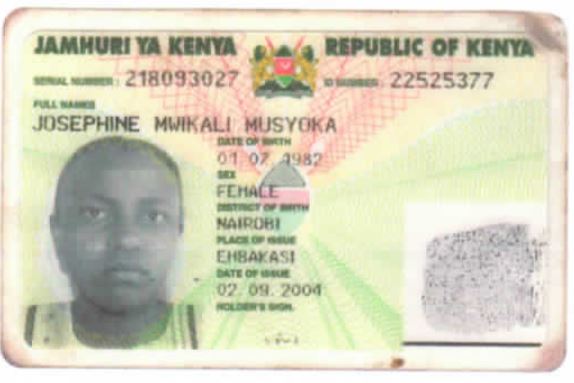 JAMHURI YA KENYA REPUBLIC OF KENYA
SERIAL NUMBER: 218093027 ID NUMBER: 22525377
FULL NAMES
JOSEPHINE MWIKALI MUSYOKA
DATE OF BIRTH
01.07.1982
SEX
FEMALE
DISTRICT OF BIRTH
NAIROBI
PLACE OF ISSUE
EMBAKASI
DATE OF ISSUE
02.09.2004
HOLDER'S SIGN.